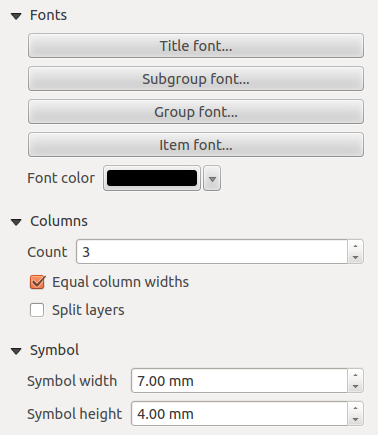 Fonts
Title font...
Subgroup font...
Group font...
Item font...
Font color
Columns
Count 3
Equal column widths
Split layers
Symbol
Symbol width 7.00 mm
Symbol height 4.00 mm